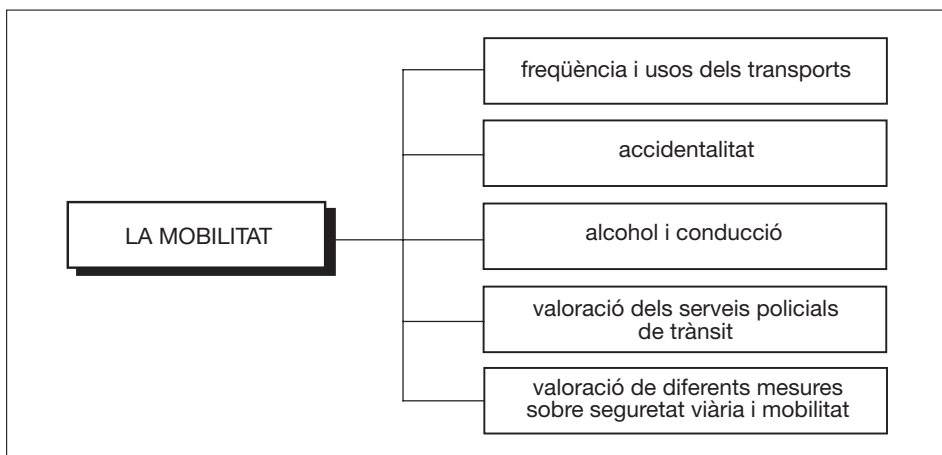 freqüència i usos dels transports
accidentalitat
LA MOBILITAT
alcohol i conducció
valoració dels serveis policials
de trànsit
valoració de diferents mesures
sobre seguretat viària i mobilitat